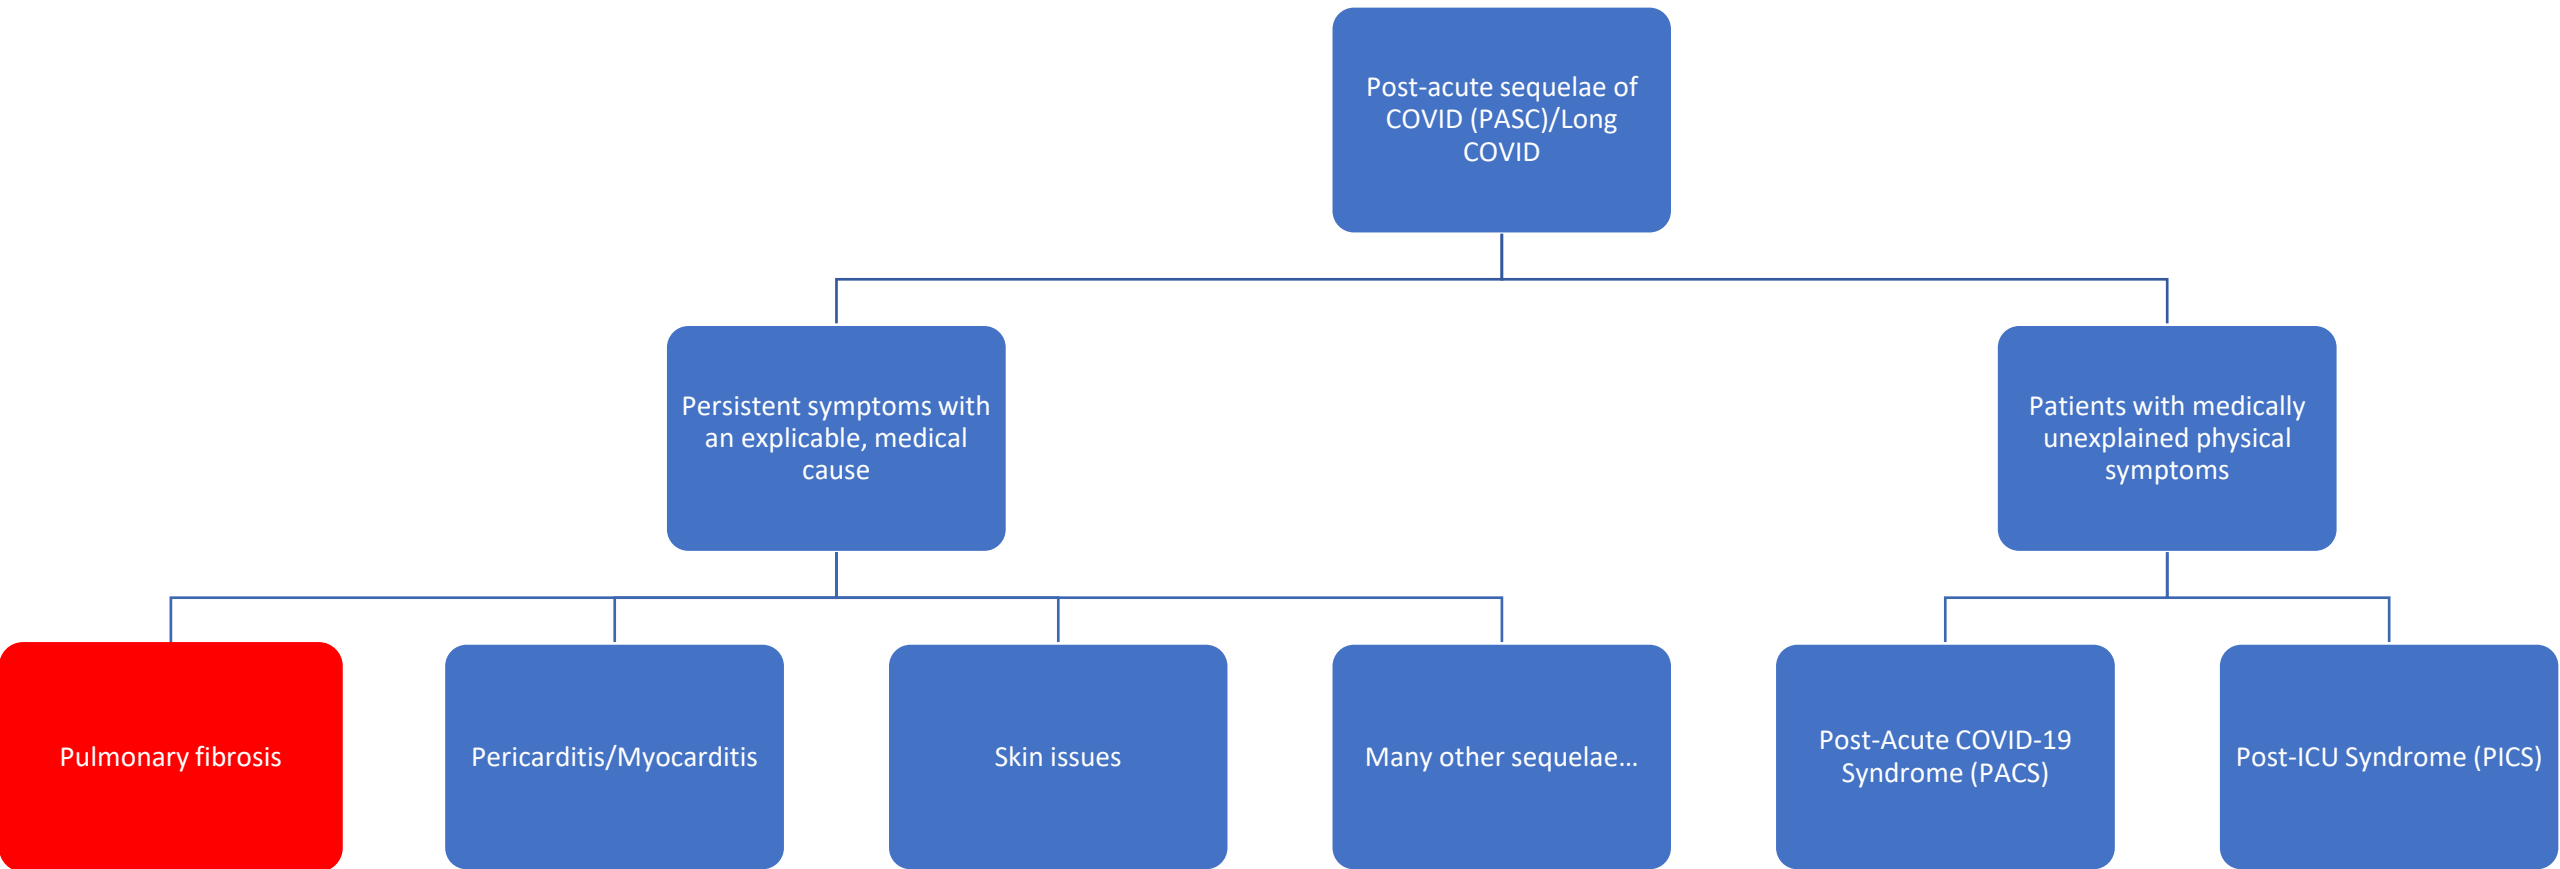 Post-acute sequelae of
COVID (PASC)/Long
COVID
Persistent symptoms with
an explicable, medical
cause
Patients with medically
unexplained physical
symptoms
Pulmonary fibrosis
Pericarditis/Myocarditis
Skin issues
Many other sequelae...
Post-Acute COVID-19
Syndrome (PACS)
Post-ICU Syndrome (PICS)